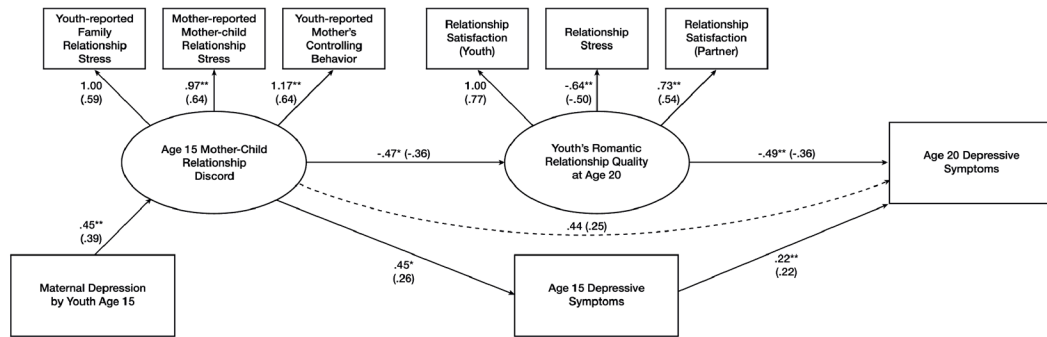 Youth-reported
Family
Relationship
Stress
Mother-reported
Mother-child
Relationship
Stress
Youth-reported
Mother's
Controlling
Behavior
Relationship
Satisfaction
(Youth)
Relationship
Stress
Relationship
Satisfaction
(Partner)
1.00
(.59)
.97**
(.64)
1.17**
(.64)
1.00
(.77)
-.64**
(-.50)
.73**
(.54)
Age 15 Mother-Child
Relationship
Discord
-.47* (-.36)
Youth's Romantic
Relationship Quality
at Age 20
-.49** (-.36)
Age 20 Depressive
Symptoms
.44 (.25)
.45**
(.39)
.45*
(.26)
.22**
(.22)
Maternal Depression
by Youth Age 15
Age 15 Depressive
Symptoms